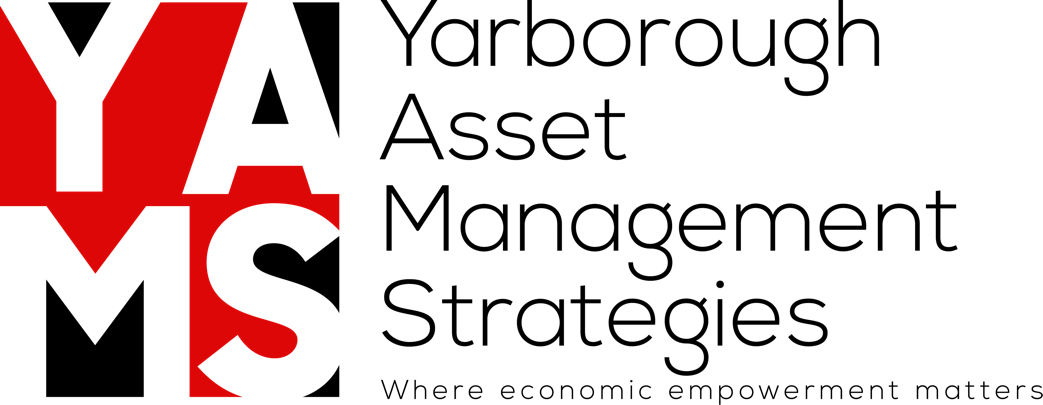 YA
MS
Yarborough
Asset
Management
Strategies
Where economic empowerment matters